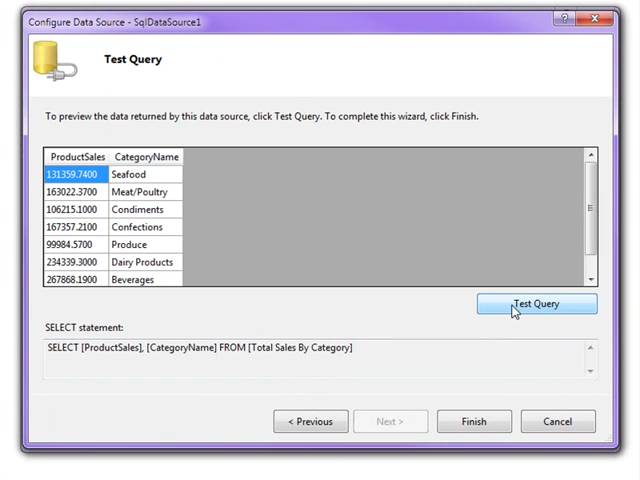 Configure Data Source - SqlDataSource1
Test Query
To preview the data returned by this data source, click Test Query. To complete this wizard, click Finish.
ProductSales CategoryName
131359.7400 Seafood
163022.3700 Meat/Poultry
106215.1000 Condiments
167357.2100 Confections
99984.5700 Produce
234339.3000 Dairy Products
267868.1900 Beverages
Test Query
SELECT statement:
SELECT [ProductSales], [CategoryName] FROM [Total Sales By Category]
< Previous Next > Finish Cancel